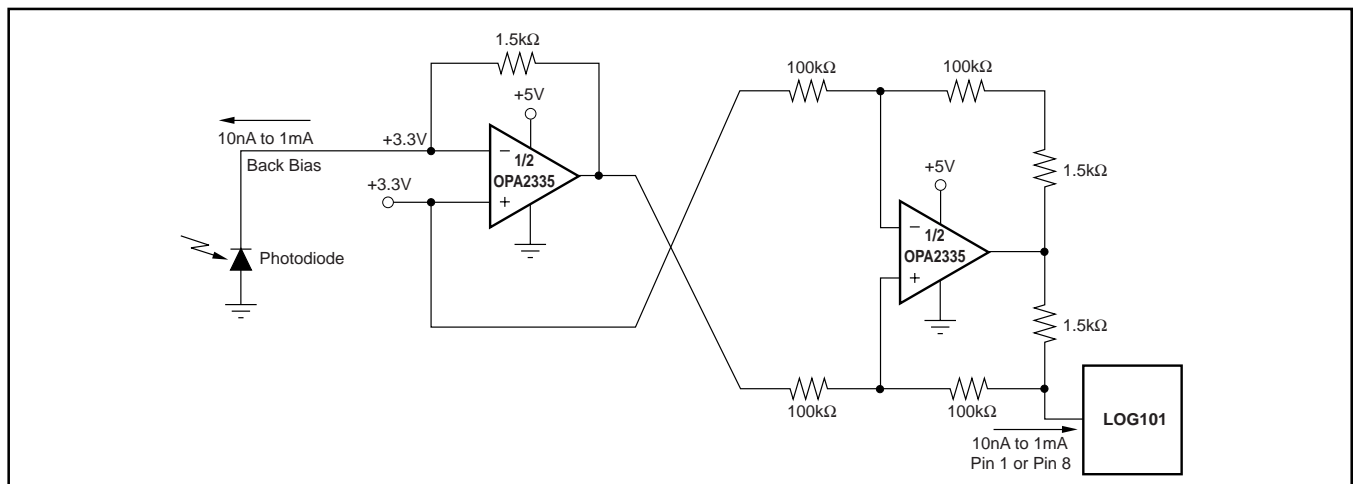 1.5kΩ
+5V
10nA to 1mA
Back Bias
+3.3V
+3.3V
−
1/2
OPA2335
+
Photodiode
100kΩ
100kΩ
1.5kΩ
+5V
−
1/2
OPA2335
+
1.5kΩ
100kΩ
100kΩ
10nA to 1mA
Pin 1 or Pin 8
LOG101